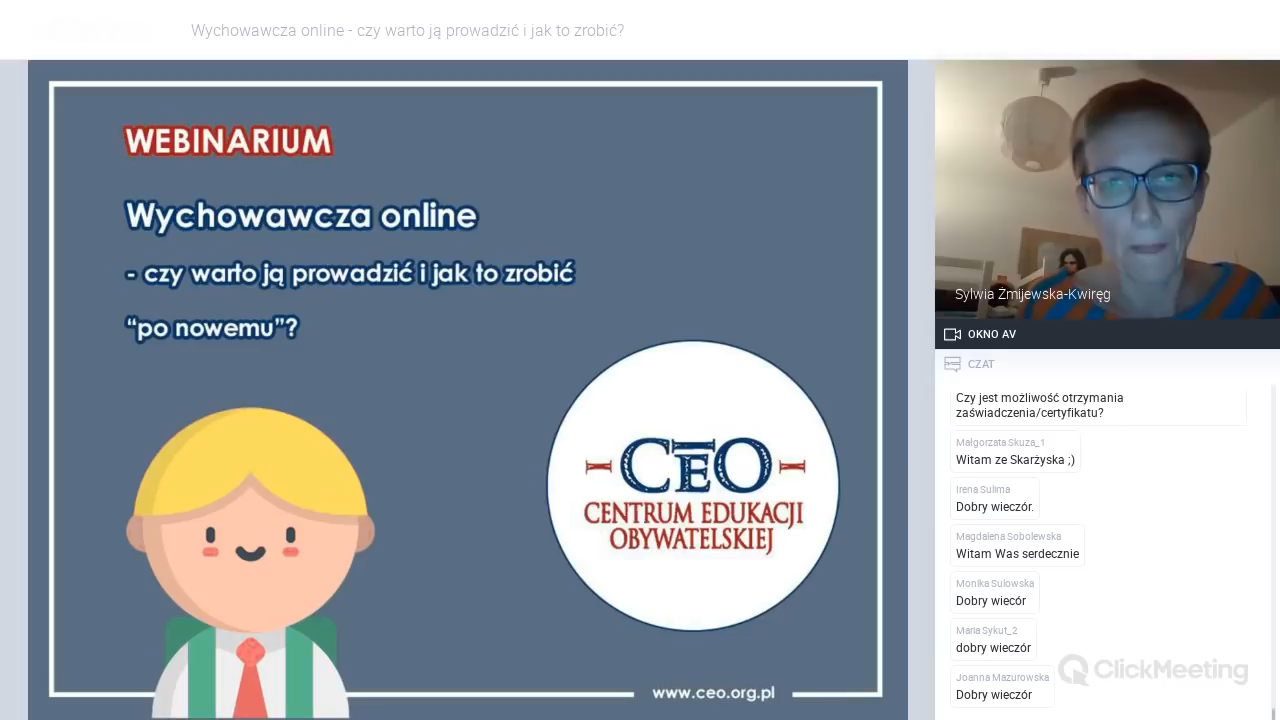 Wychowawcza online - czy warto ją prowadzić i jak to zrobić?
WEBINARIUM
Wychowawcza online
- czy warto ją prowadzić i jak to zrobić
“po nowemu”?
CEO
CENTRUM EDUKACJI
OBYWATELSKIEJ
www.ceo.org.pl
Sylwia Żmijewska-Kwiręg
OKNO AV
CZAT
Czy jest możliwość otrzymania
zaświadczenia/certyfikatu?
Małgorzata Skuza_1
Witam ze Skarżyska ;)
Irena Sulima
Dobry wieczór.
Magdalena Sobolewska
Witam Was serdecznie
Monika Sulowska
Dobry wiecór
Maria Sykut_2
dobry wieczór
Joanna Mazurowska
Dobry wieczór
ClickMeeting